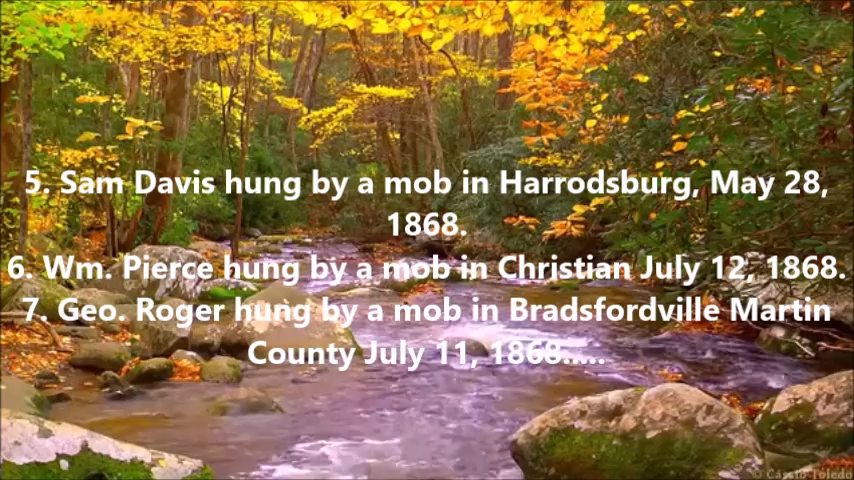 5. Sam Davis hung by a mob in Harrodsburg, May 28,
1868.
6. Wm. Pierce hung by a mob in Christian July 12, 1868.
7. Geo. Roger hung by a mob in Bradsfordville Martin
County July 11, 1868.....
© Cássio Toledo